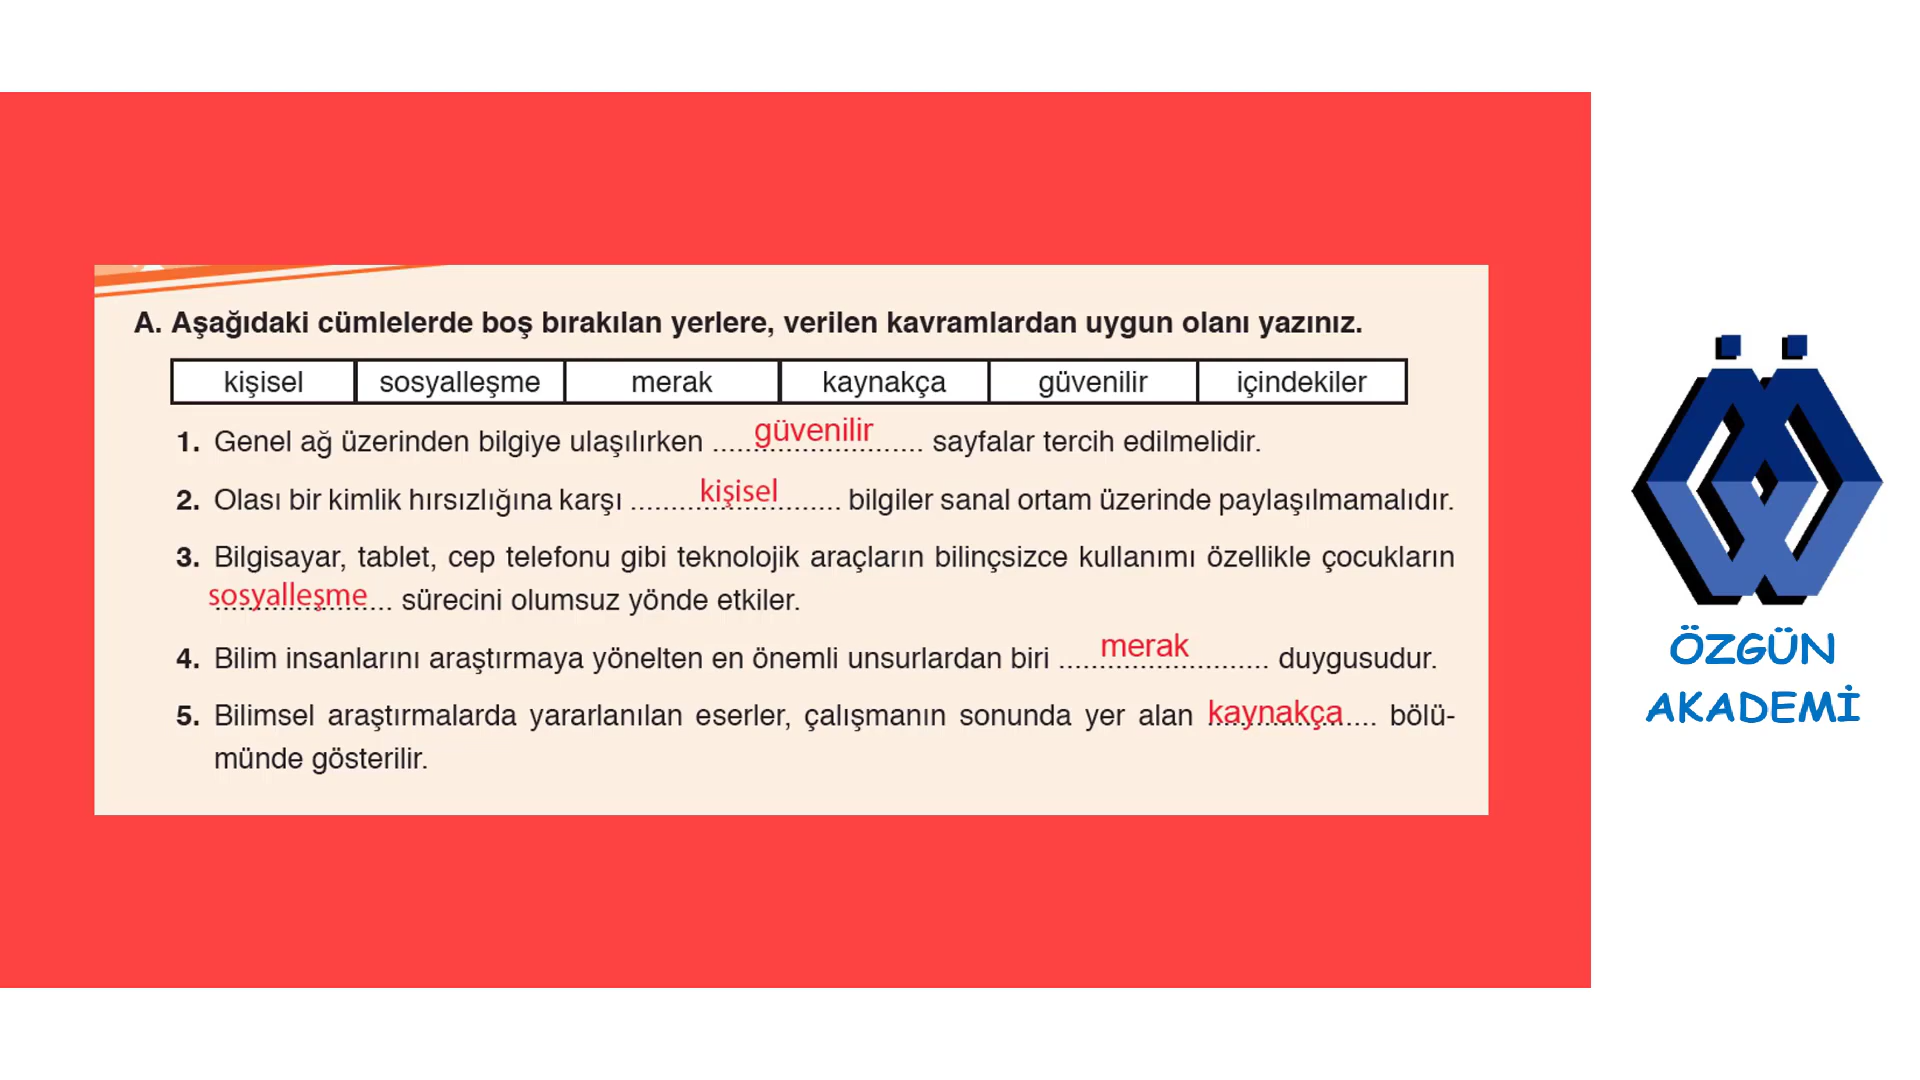 A. Aşağıdaki cümlelerde boş bırakılan yerlere, verilen kavramlardan uygun olanı yazınız.
kişisel sosyalleşme merak kaynakça güvenilir içindekiler
1. Genel ağ üzerinden bilgiye ulaşılırken güvenilir sayfalar tercih edilmelidir.
2. Olası bir kimlik hırsızlığına karşı kişisel bilgiler sanal ortam üzerinde paylaşılmamalıdır.
3. Bilgisayar, tablet, cep telefonu gibi teknolojik araçların bilinçsizce kullanımı özellikle çocukların
sosyalleşme sürecini olumsuz yönde etkiler.
4. Bilim insanlarını araştırmaya yönelten en önemli unsurlardan biri merak duygusudur.
5. Bilimsel araştırmalarda yararlanılan eserler, çalışmanın sonunda yer alan kaynakça bölü-
münde gösterilir.
ÖZGÜN
AKADEMİ